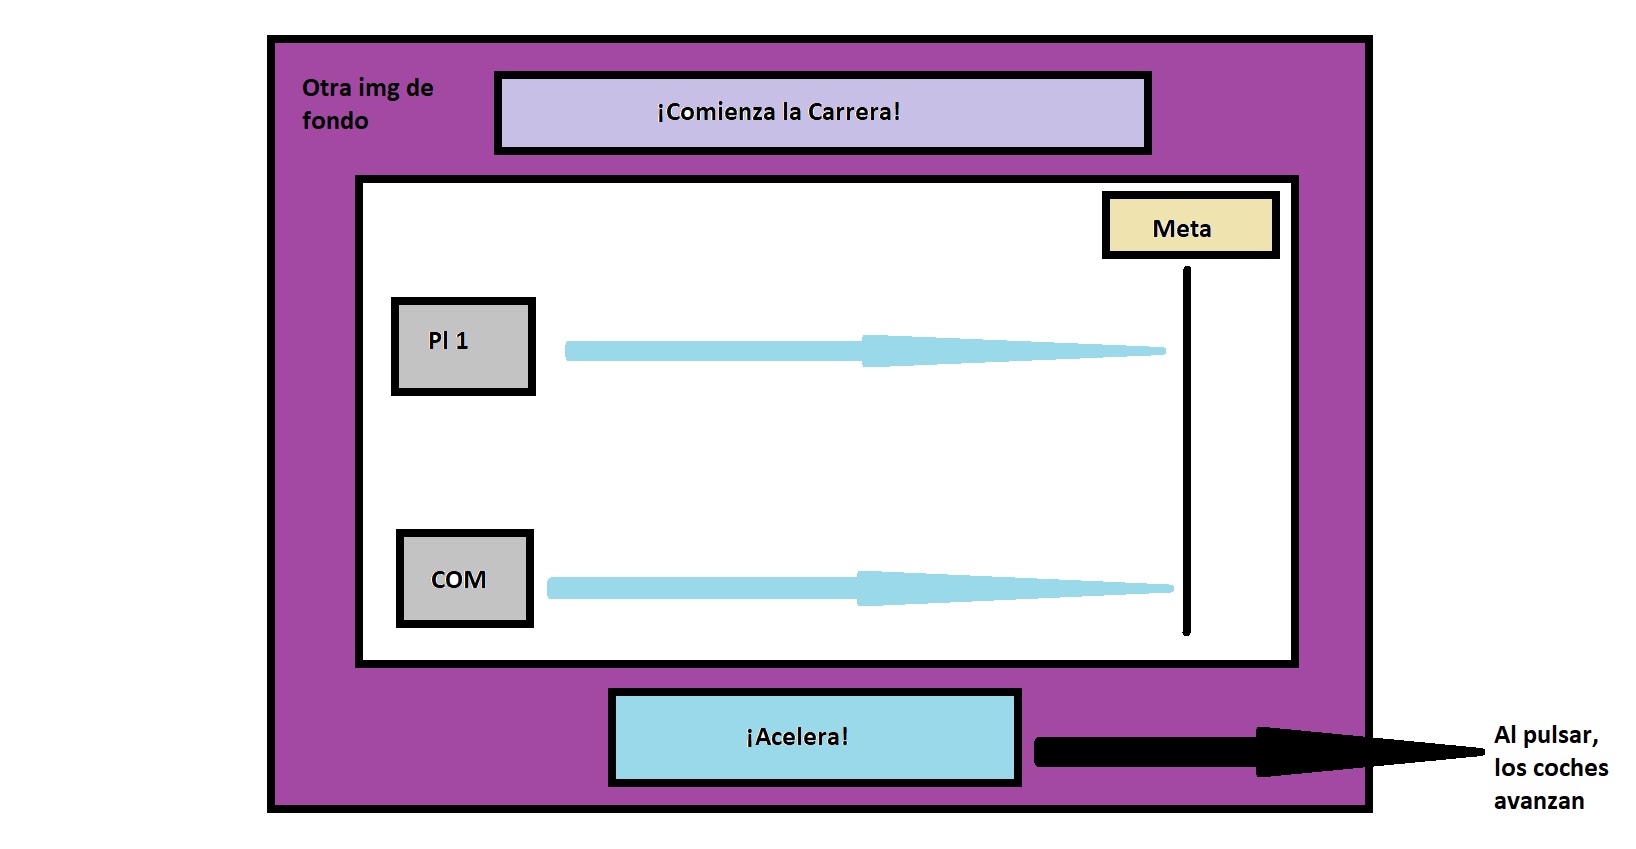 Otra img de
fondo
¡Comienza la Carrera!
Meta
Pl 1
COM
¡Acelera!
Al pulsar,
los coches
avanzan